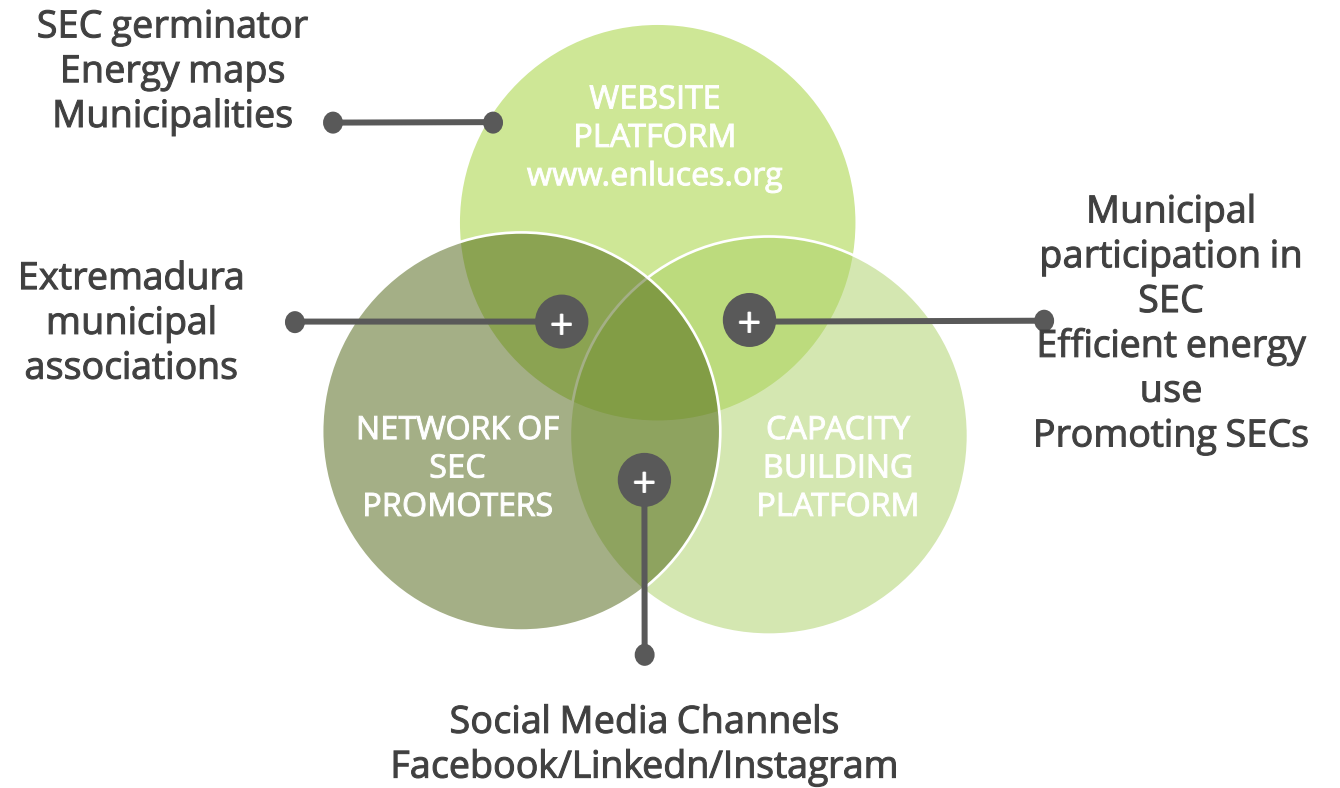 SEC germinator
Energy maps
Municipalities
WEBSITE
PLATFORM
www.enluces.org
Municipal
participation in
SEC
Efficient energy
use
Promoting SECs
Extremadura
municipal
associations
+
+
NETWORK OF
SEC
PROMOTERS
CAPACITY
BUILDING
PLATFORM
+
Social Media Channels
Facebook/Linkedn/Instagram